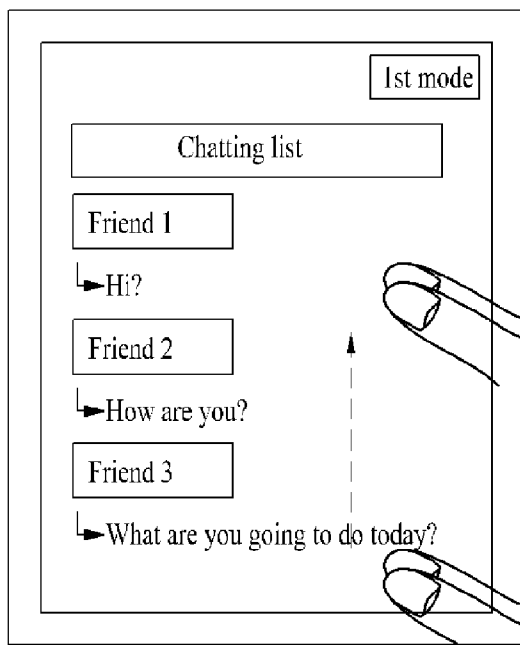 1st mode
Chatting list
Friend 1
Hi?
Friend 2
How are you?
Friend 3
What are you going to do today?